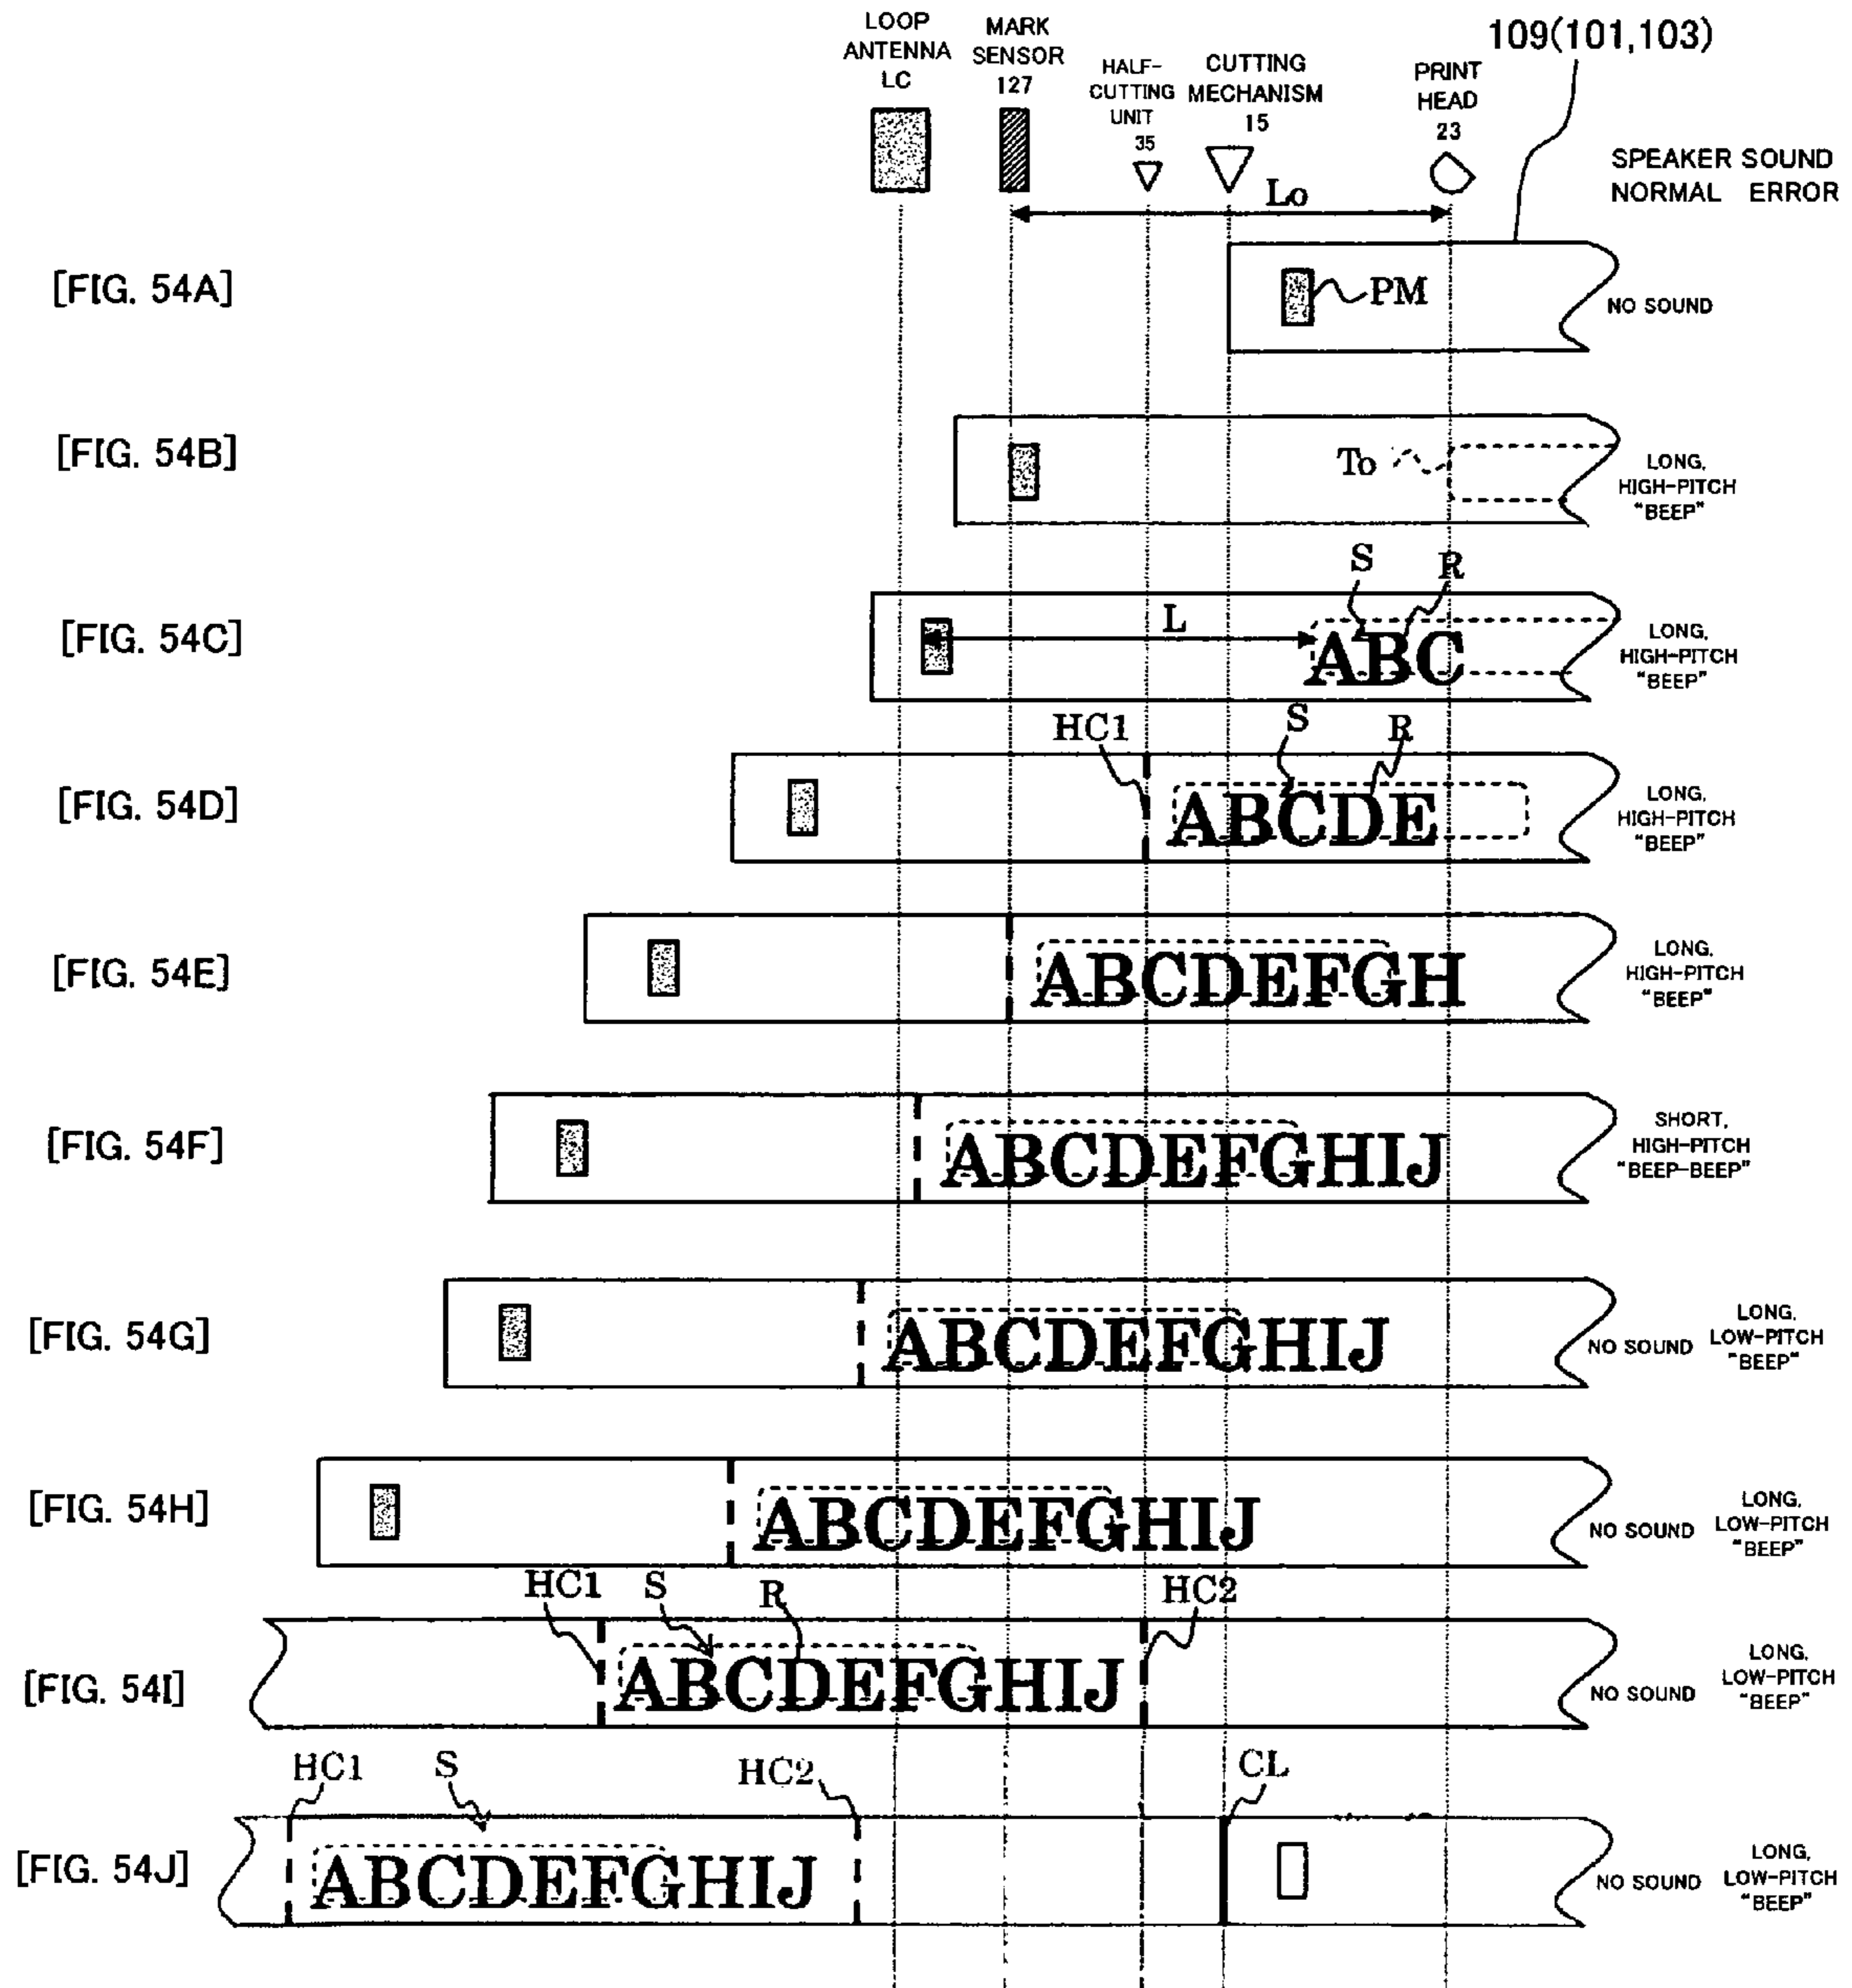 LOOP
ANTENNA
LC
MARK
SENSOR
127
HALF-
CUTTING
UNIT
35
CUTTING
MECHANISM
15
PRINT
HEAD
23
109(101,103)
SPEAKER SOUND
NORMAL ERROR
Lo
[FIG. 54A]
PM
NO SOUND
[FIG. 54B]
To
LONG,
HIGH-PITCH
"BEEP"
[FIG. 54C]
S
R
L
ABC
LONG,
HIGH-PITCH
"BEEP"
[FIG. 54D]
HC1
S
R
ABCDE
LONG,
HIGH-PITCH
"BEEP"
[FIG. 54E]
ABCDEFGH
LONG,
HIGH-PITCH
"BEEP"
[FIG. 54F]
ABCDEFGHIJ
SHORT,
HIGH-PITCH
"BEEP-BEEP"
[FIG. 54G]
ABCDEFGHIJ
NO SOUND
LONG,
LOW-PITCH
"BEEP"
[FIG. 54H]
ABCDEFGHIJ
NO SOUND
LONG,
LOW-PITCH
"BEEP"
[FIG. 54I]
HC1
S
R
HC2
ABCDEFGHIJ
NO SOUND
LONG,
LOW-PITCH
"BEEP"
[FIG. 54J]
HC1
S
HC2
CL
ABCDEFGHIJ
NO SOUND
LONG,
LOW-PITCH
"BEEP"